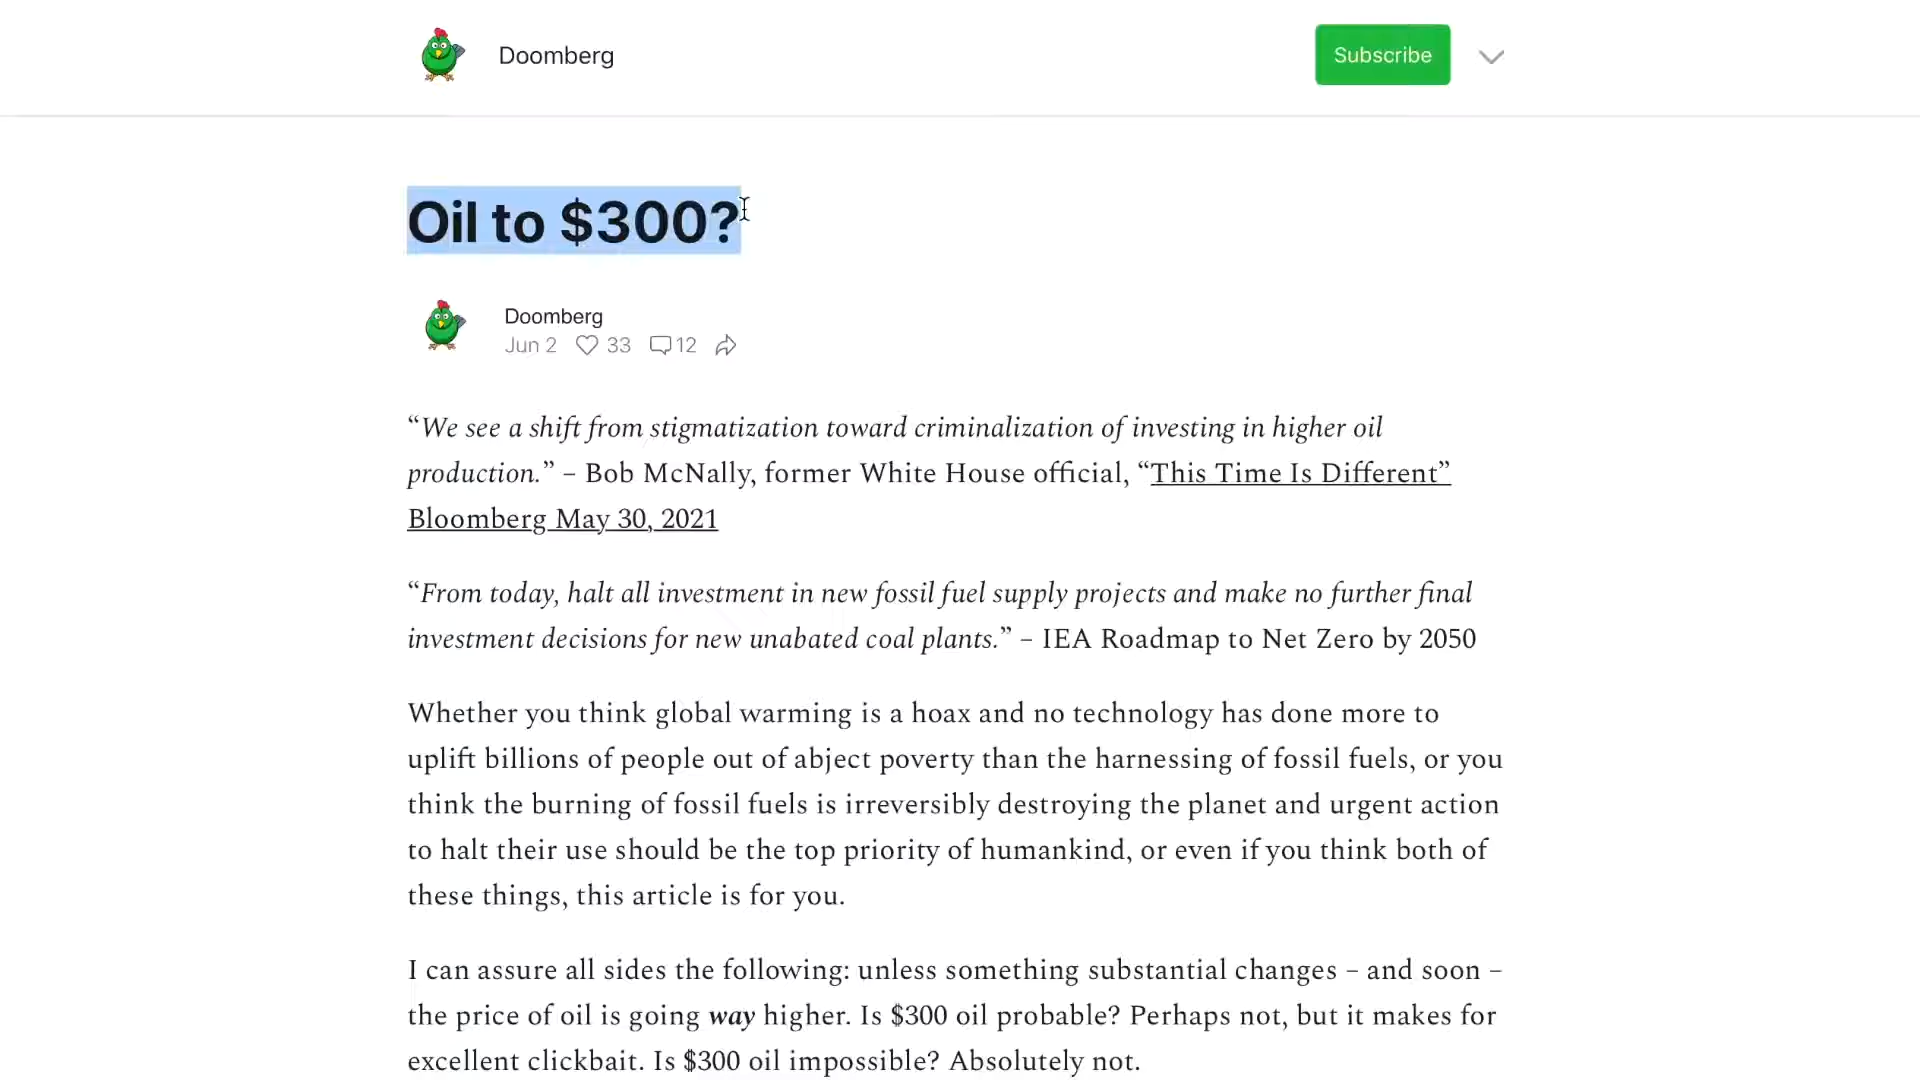 Doomberg
Subscribe
Oil to $300?
Doomberg
Jun 2 33 12
“We see a shift from stigmatization toward criminalization of investing in higher oil
production.” – Bob McNally, former White House official, “This Time Is Different”
Bloomberg May 30, 2021
“From today, halt all investment in new fossil fuel supply projects and make no further final
investment decisions for new unabated coal plants.” – IEA Roadmap to Net Zero by 2050
Whether you think global warming is a hoax and no technology has done more to
uplift billions of people out of abject poverty than the harnessing of fossil fuels, or you
think the burning of fossil fuels is irreversibly destroying the planet and urgent action
to halt their use should be the top priority of humankind, or even if you think both of
these things, this article is for you.
I can assure all sides the following: unless something substantial changes – and soon –
the price of oil is going way higher. Is $300 oil probable? Perhaps not, but it makes for
excellent clickbait. Is $300 oil impossible? Absolutely not.